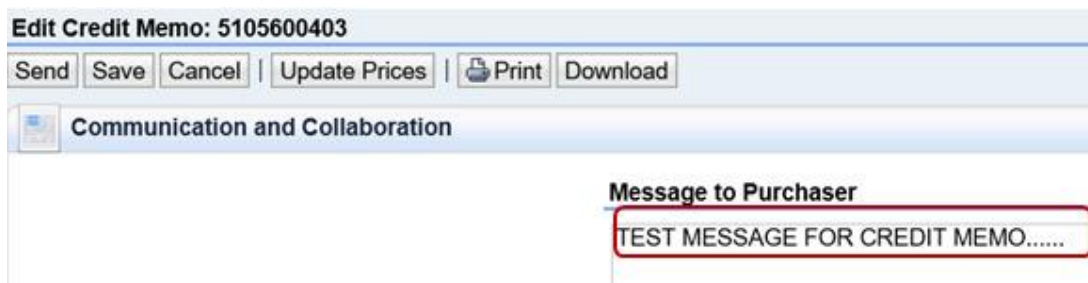 Edit Credit Memo: 5105600403
Send Save Cancel | Update Prices | Print Download
Communication and Collaboration
Message to Purchaser
TEST MESSAGE FOR CREDIT MEMO......